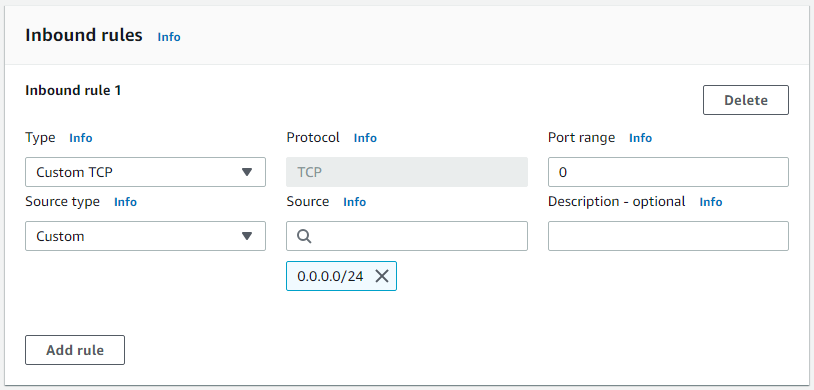 Inbound rules Info
Inbound rule 1
Delete
Type Info Protocol Info Port range Info
Custom TCP TCP 0
Source type Info Source Info Description - optional Info
Custom
0.0.0.0/24
Add rule